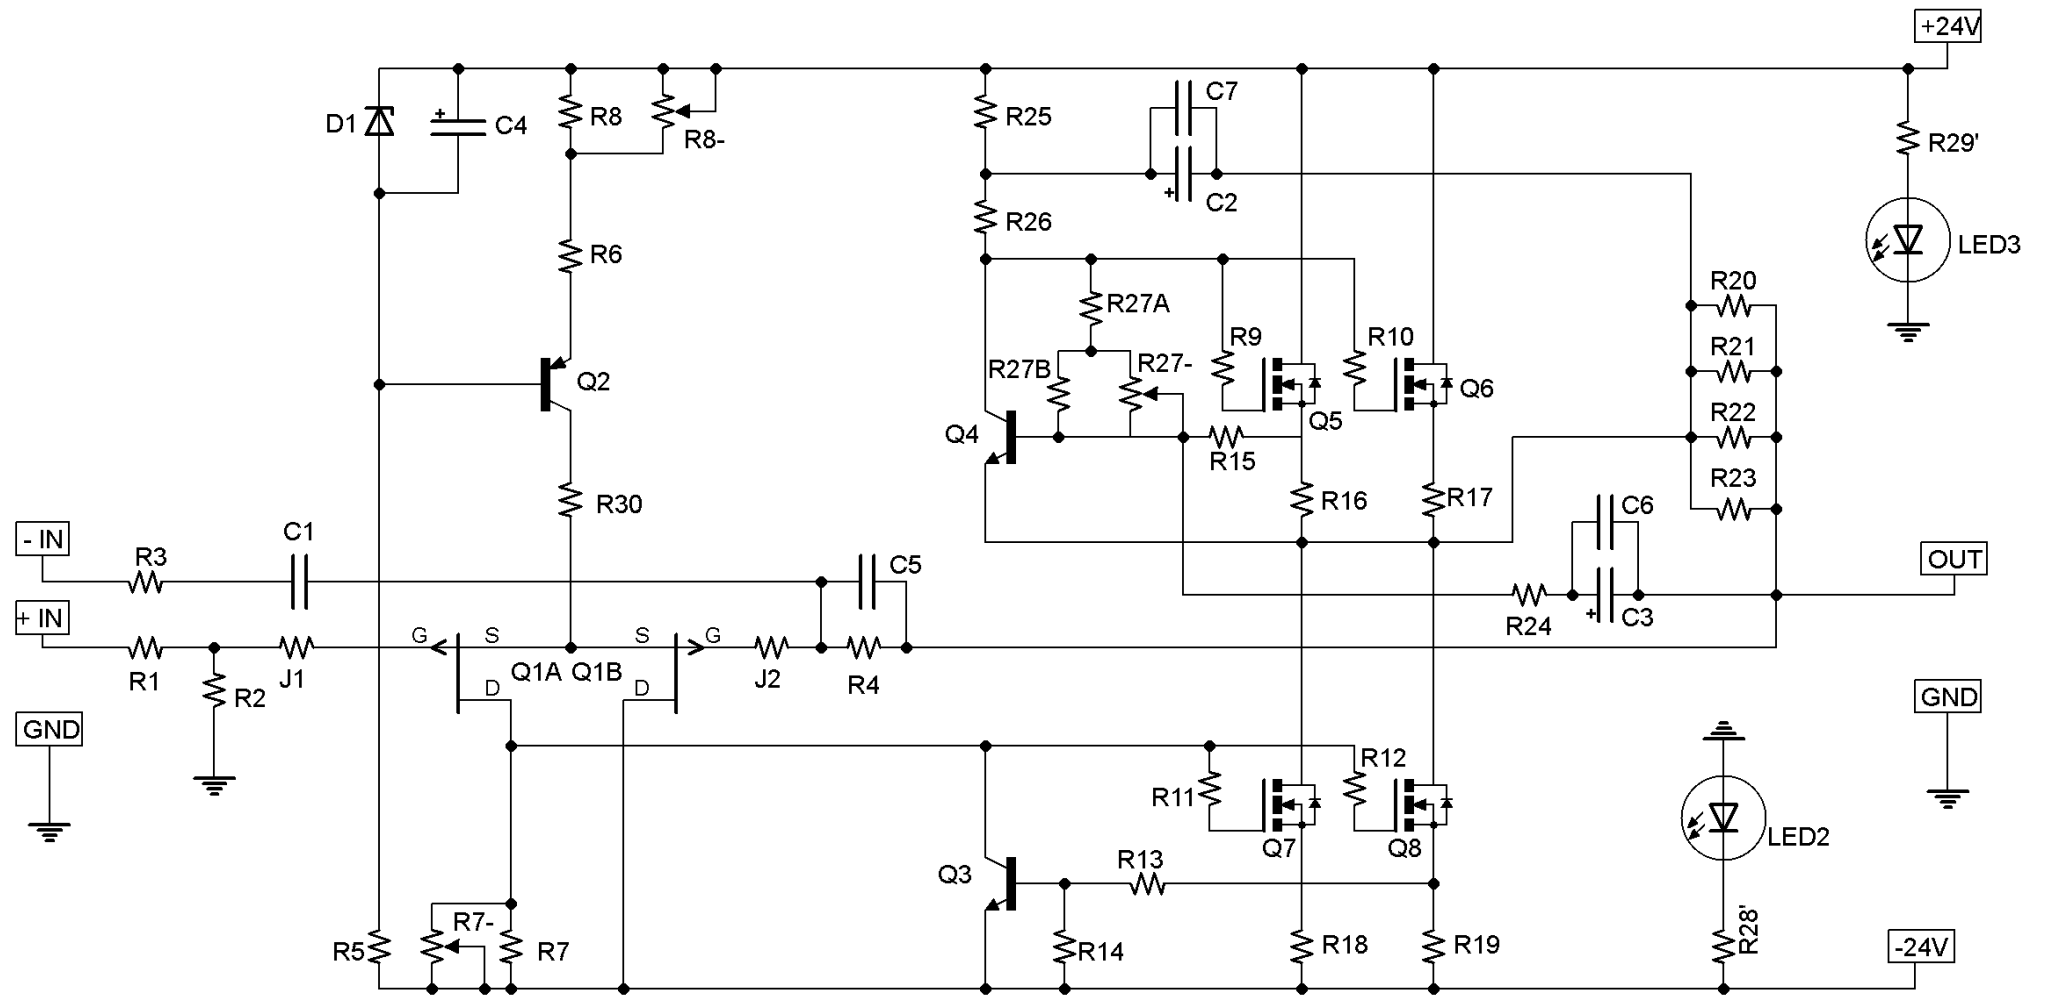 +24V
D1
C4
R8
R8-
R25
C7
C2
R29'
R26
LED3
R6
R20
R27A
R9
R10
R21
R27B
R27-
Q2
Q5
Q6
R22
Q4
R15
R23
R30
R16
R17
C6
- IN
R3
C1
C5
OUT
+ IN
R24
C3
G
S
S
G
R1
R2
J1
Q1A
Q1B
D
D
J2
R4
GND
GND
R11
R12
Q7
Q8
LED2
Q3
R13
R5
R7-
R7
R14
R18
R19
R28'
-24V